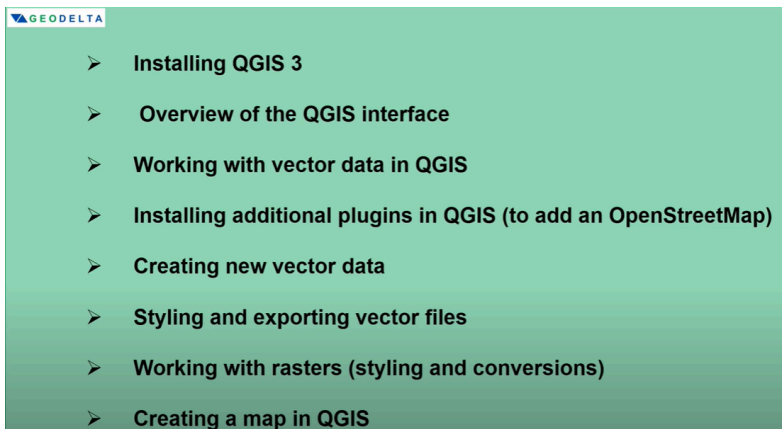 GEODELTA
➢ Installing QGIS 3
➢ Overview of the QGIS interface
➢ Working with vector data in QGIS
➢ Installing additional plugins in QGIS (to add an OpenStreetMap)
➢ Creating new vector data
➢ Styling and exporting vector files
➢ Working with rasters (styling and conversions)
➢ Creating a map in QGIS